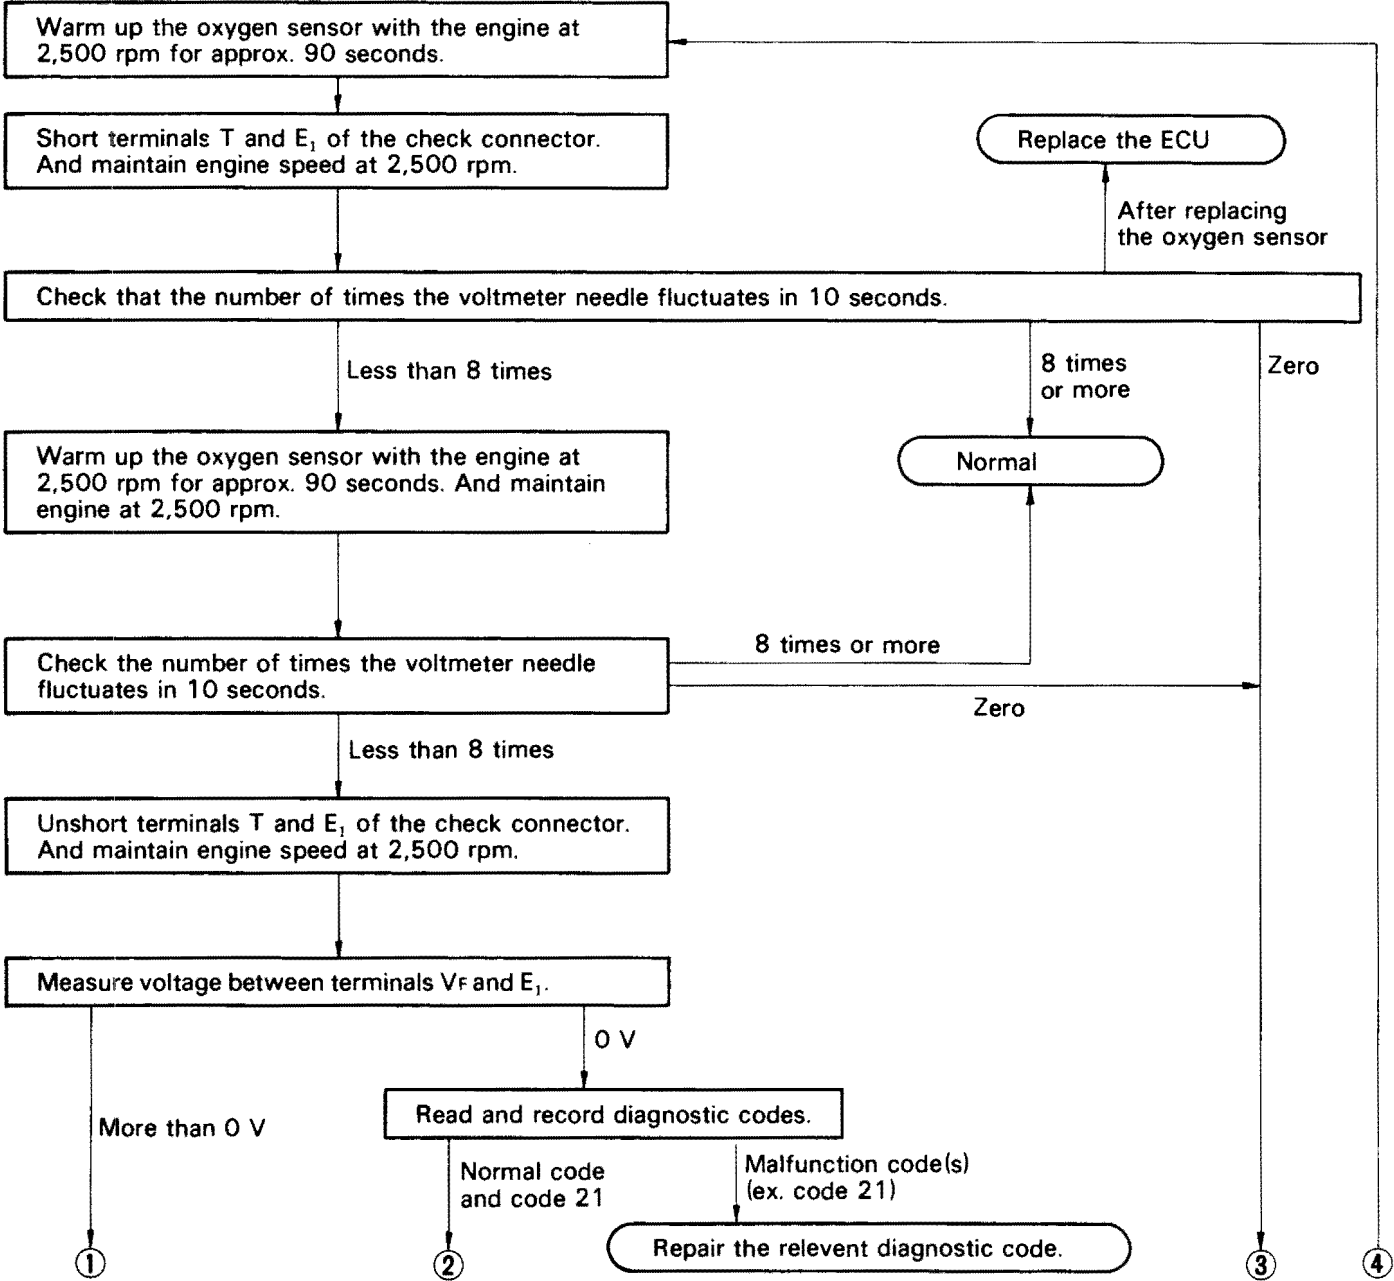 Warm up the oxygen sensor with the engine at
2,500 rpm for approx. 90 seconds.
Short terminals T and E₁ of the check connector.
And maintain engine speed at 2,500 rpm.
Replace the ECU
After replacing
the oxygen sensor
Check that the number of times the voltmeter needle fluctuates in 10 seconds.
Less than 8 times
8 times
or more
Zero
Warm up the oxygen sensor with the engine at
2,500 rpm for approx. 90 seconds. And maintain
engine at 2,500 rpm.
Normal
Check the number of times the voltmeter needle
fluctuates in 10 seconds.
8 times or more
Zero
Less than 8 times
Unshort terminals T and E₁ of the check connector.
And maintain engine speed at 2,500 rpm.
Measure voltage between terminals VF and E₁.
0 V
More than 0 V
Read and record diagnostic codes.
Normal code
and code 21
Malfunction code(s)
(ex. code 21)
Repair the relevent diagnostic code.
①
②
③
④